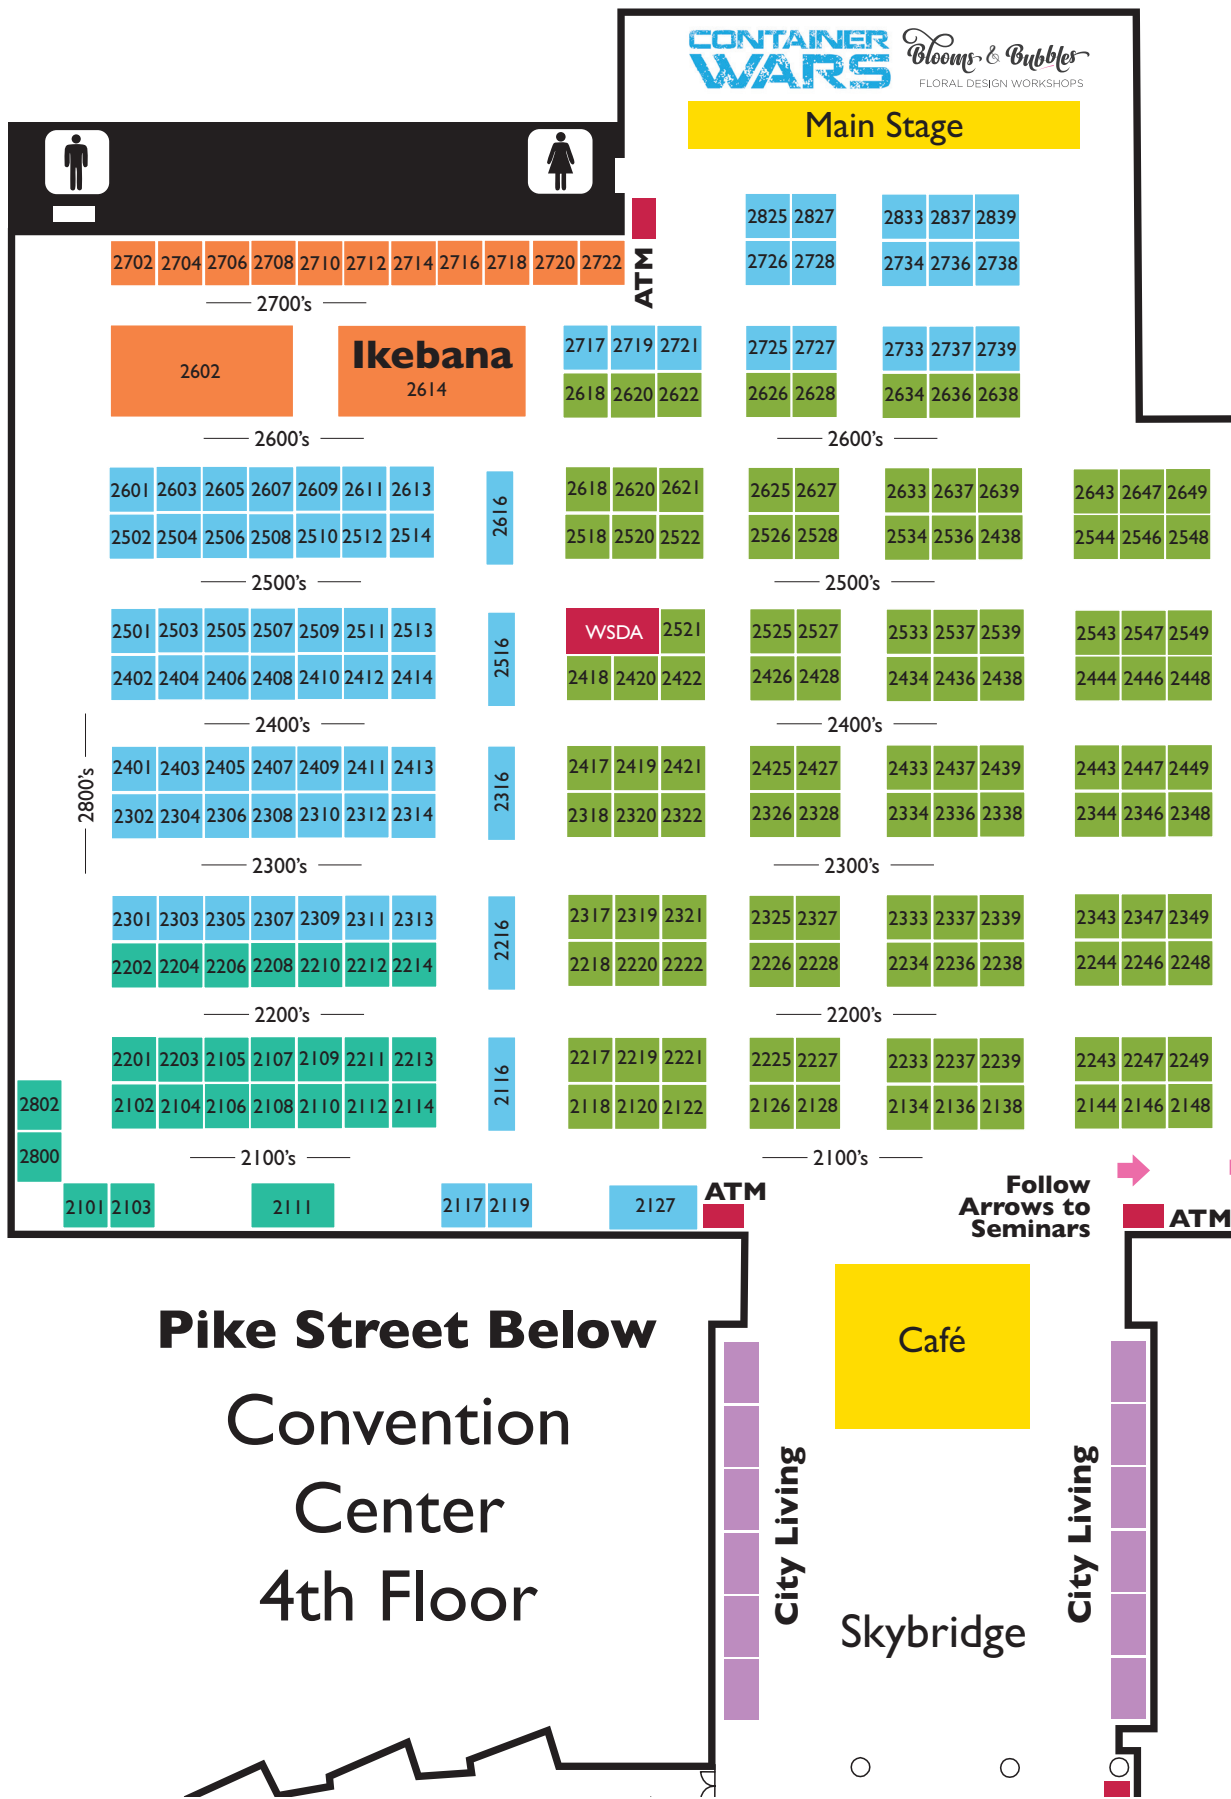 CONTAINER
WARS
Blooms & Bubbles
FLORAL DESIGN WORKSHOPS
Main Stage
2825 2827 2833 2837 2839
2726 2728 2734 2736 2738
ATM
2702 2704 2706 2708 2710 2712 2714 2716 2718 2720 2722
2700's
2602
Ikebana
2614
2717 2719 2721 2725 2727 2733 2737 2739
2618 2620 2622 2626 2628 2634 2636 2638
2600's 2600's
2601 2603 2605 2607 2609 2611 2613 2616 2618 2620 2621 2625 2627 2633 2637 2639 2643 2647 2649
2502 2504 2506 2508 2510 2512 2514 2518 2520 2522 2526 2528 2534 2536 2438 2544 2546 2548
2500's 2500's
2501 2503 2505 2507 2509 2511 2513 2516 WSDA 2521 2525 2527 2533 2537 2539 2543 2547 2549
2402 2404 2406 2408 2410 2412 2414 2418 2420 2422 2426 2428 2434 2436 2438 2444 2446 2448
2400's 2400's
2800's
2401 2403 2405 2407 2409 2411 2413 2316 2417 2419 2421 2425 2427 2433 2437 2439 2443 2447 2449
2302 2304 2306 2308 2310 2312 2314 2318 2320 2322 2326 2328 2334 2336 2338 2344 2346 2348
2300's 2300's
2301 2303 2305 2307 2309 2311 2313 2216 2317 2319 2321 2325 2327 2333 2337 2339 2343 2347 2349
2202 2204 2206 2208 2210 2212 2214 2218 2220 2222 2226 2228 2234 2236 2238 2244 2246 2248
2200's 2200's
2201 2203 2105 2107 2109 2211 2213 2116 2217 2219 2221 2225 2227 2233 2237 2239 2243 2247 2249
2802 2102 2104 2106 2108 2110 2112 2114 2118 2120 2122 2126 2128 2134 2136 2138 2144 2146 2148
2800 2100's 2100's
2101 2103 2111 2117 2119 2127 ATM
Follow
Arrows to
Seminars
ATM
Pike Street Below
Convention
Center
4th Floor
Café
City Living
City Living
Skybridge